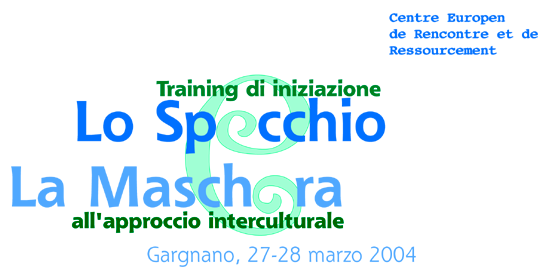 Centre Europen
de Rencontre et de
Ressourcement
Training di iniziazione
Lo Specchio
La Maschera
all'approccio interculturale
Gargnano, 27-28 marzo 2004